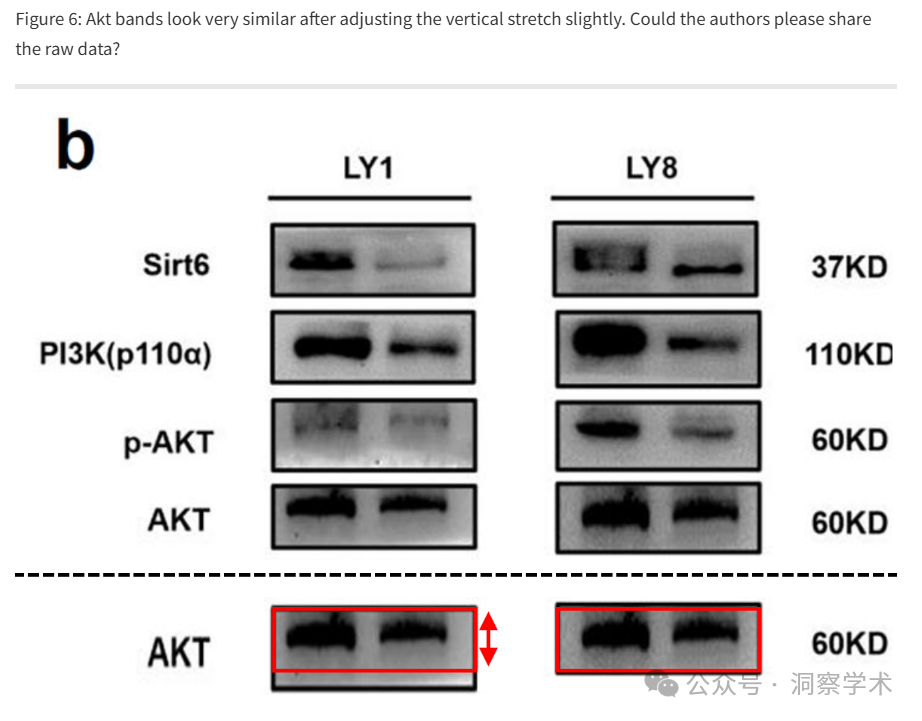 Figure 6: Akt bands look very similar after adjusting the vertical stretch slightly. Could the authors please share
the raw data?
b
LY1 LY8
Sirt6 37KD
PI3K(p110α) 110KD
p-AKT 60KD
AKT 60KD
AKT 60KD
公众号 · 洞察学术